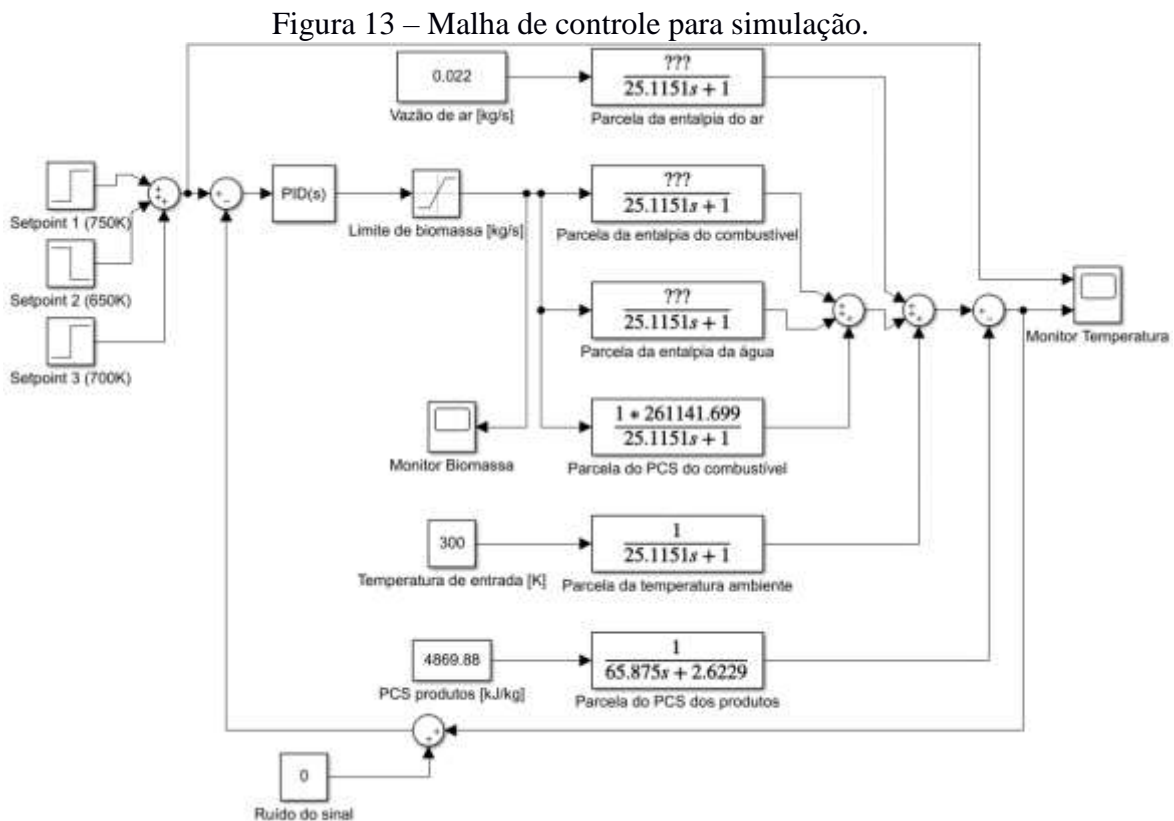 Figura 13 – Malha de controle para simulação.
0.022
Vazão de ar [kg/s]
???
25.1151s + 1
Parcela da entalpia do ar
Setpoint 1 (750K)
PID(s)
Limite de biomassa [kg/s]
???
25.1151s + 1
Parcela da entalpia do combustível
Setpoint 2 (650K)
???
25.1151s + 1
Parcela da entalpia da água
Monitor Temperatura
Setpoint 3 (700K)
Monitor Biomassa
1 * 261141.699
25.1151s + 1
Parcela do PCS do combustível
300
Temperatura de entrada [K]
1
25.1151s + 1
Parcela da temperatura ambiente
4869.88
PCS produtos [kJ/kg]
1
65.875s + 2.6229
Parcela do PCS dos produtos
0
Ruído do sinal